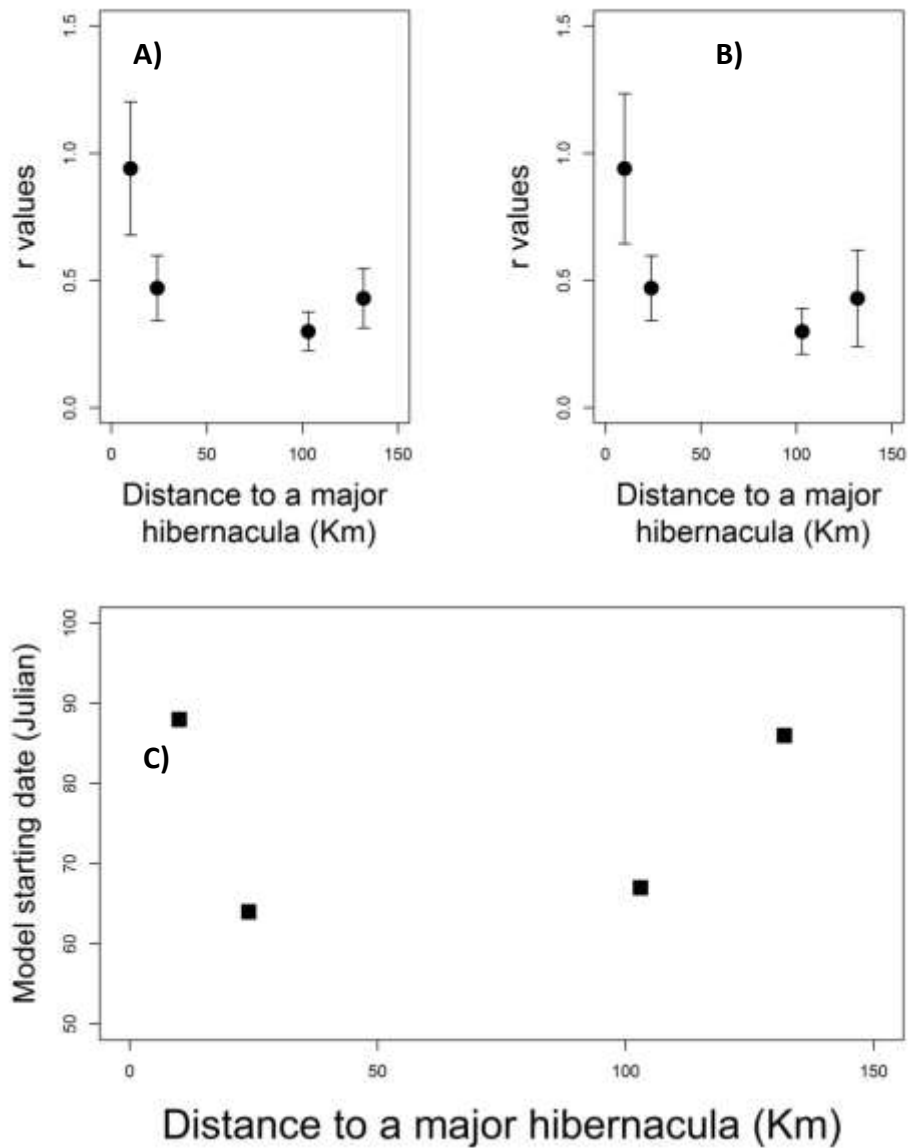 A)
1.5
1.0
0.5
0.0
r values
0
50
100
150
Distance to a major
hibernacula (Km)
B)
1.5
1.0
0.5
0.0
r values
0
50
100
150
Distance to a major
hibernacula (Km)
C)
100
90
80
70
60
50
Model starting date (Julian)
0
50
100
150
Distance to a major hibernacula (Km)